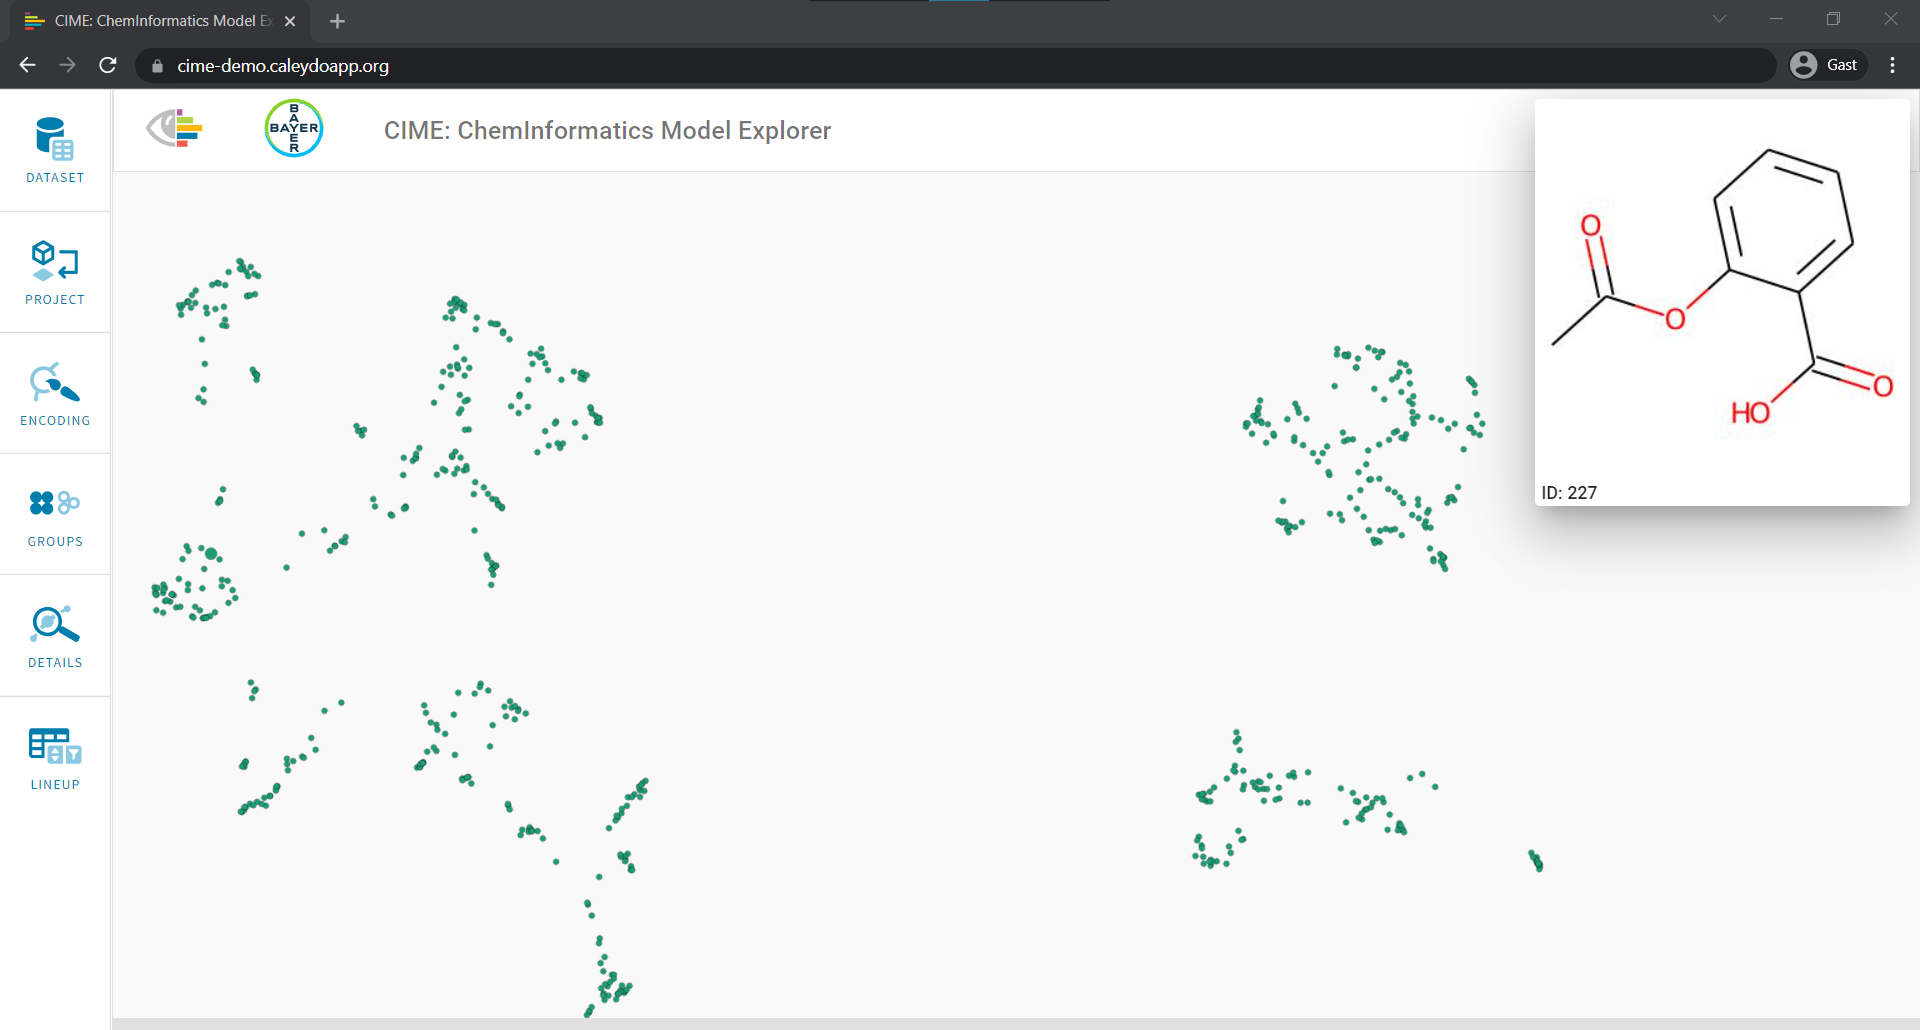 CIME: ChemInformatics Model Ex
cime-demo.caleydoapp.org
Gast
DATASET
PROJECT
ENCODING
GROUPS
DETAILS
LINEUP
BAYER
BAYER
CIME: ChemInformatics Model Explorer
O
O
O
HO
ID: 227